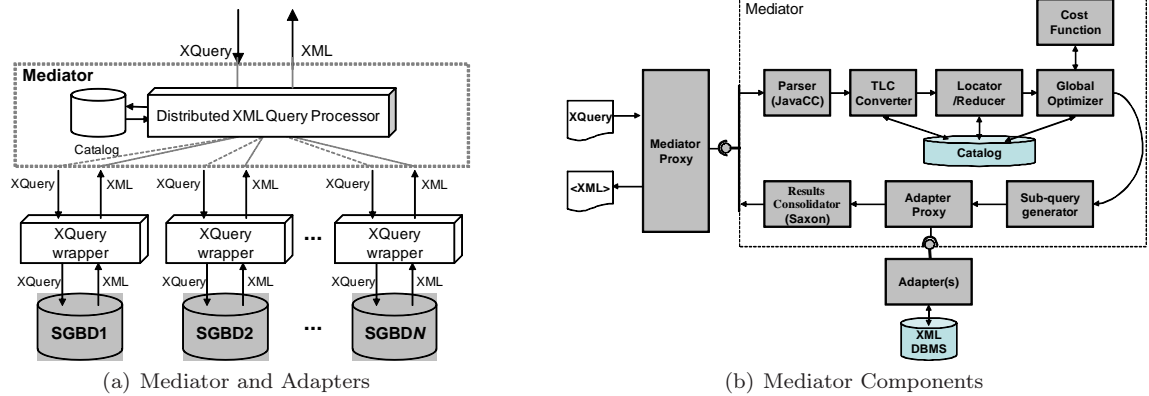 XQuery
XML
Mediator
Distributed XML Query Processor
Catalog
XQuery
XML
XQuery
XML
XQuery
XML
XQuery
wrapper
XQuery
wrapper
...
XQuery
wrapper
XQuery
XML
XQuery
XML
XQuery
XML
SGBD1
SGBD2
...
SGBDN
(a) Mediator and Adapters
Mediator
Cost
Function
Parser
(JavaCC)
TLC
Converter
Locator
/Reducer
Global
Optimizer
XQuery
Mediator
Proxy
Catalog
<XML>
Results
Consolidator
(Saxon)
Adapter
Proxy
Sub-query
generator
Adapter(s)
XML
DBMS
(b) Mediator Components